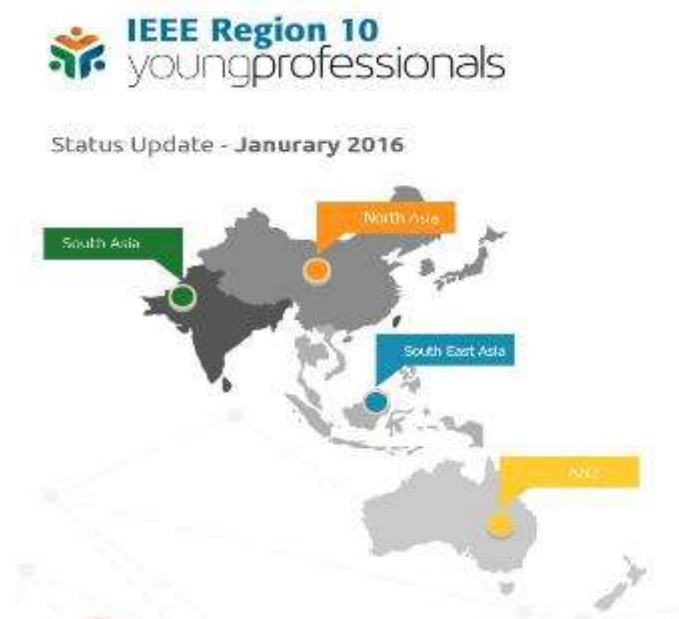 IEEE Region 10
youngprofessionals
Status Update - Janurary 2016
North Asia
South Asia
South East Asia
ANZ